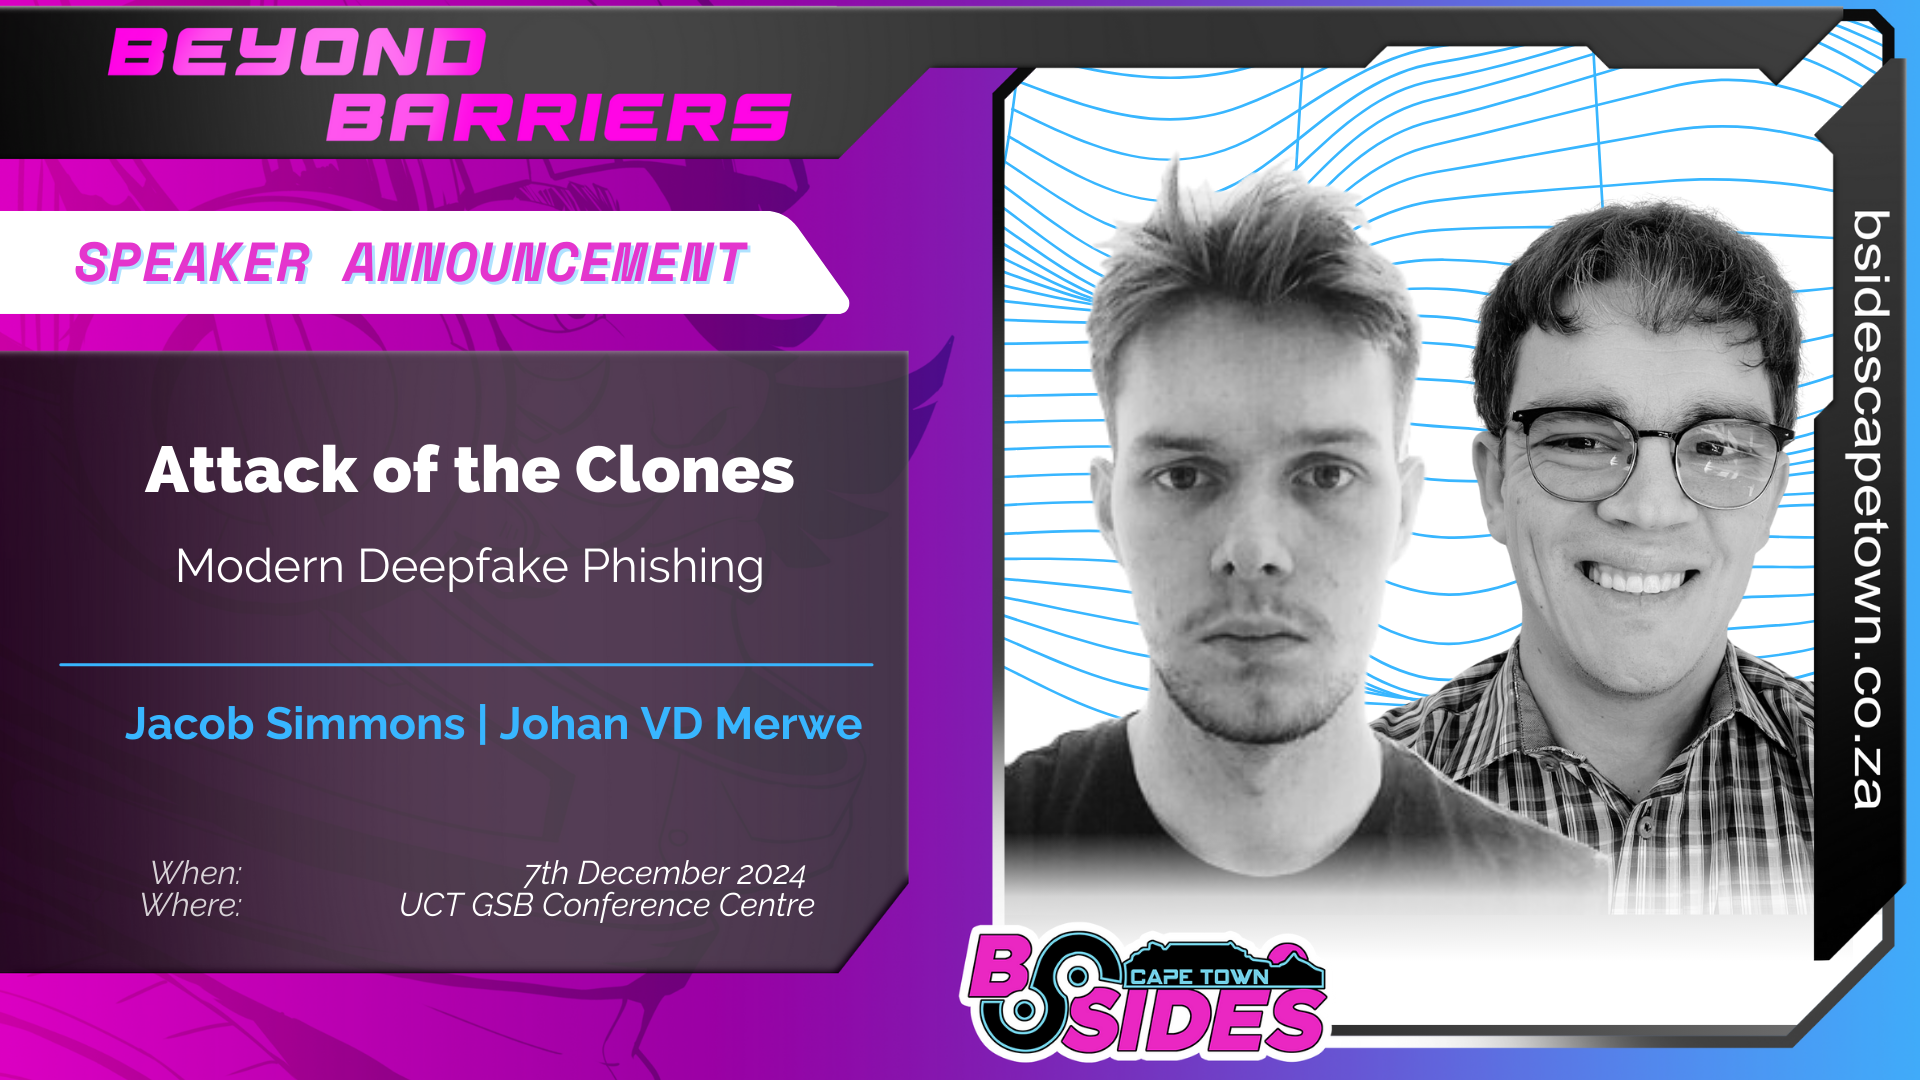 BEYOND
BARRIERS
SPEAKER ANNOUNCEMENT
Attack of the Clones
Modern Deepfake Phishing
Jacob Simmons | Johan VD Merwe
When: 7th December 2024
Where: UCT GSB Conference Centre
bsidescapetown.co.za
CAPE TOWN
BSIDES